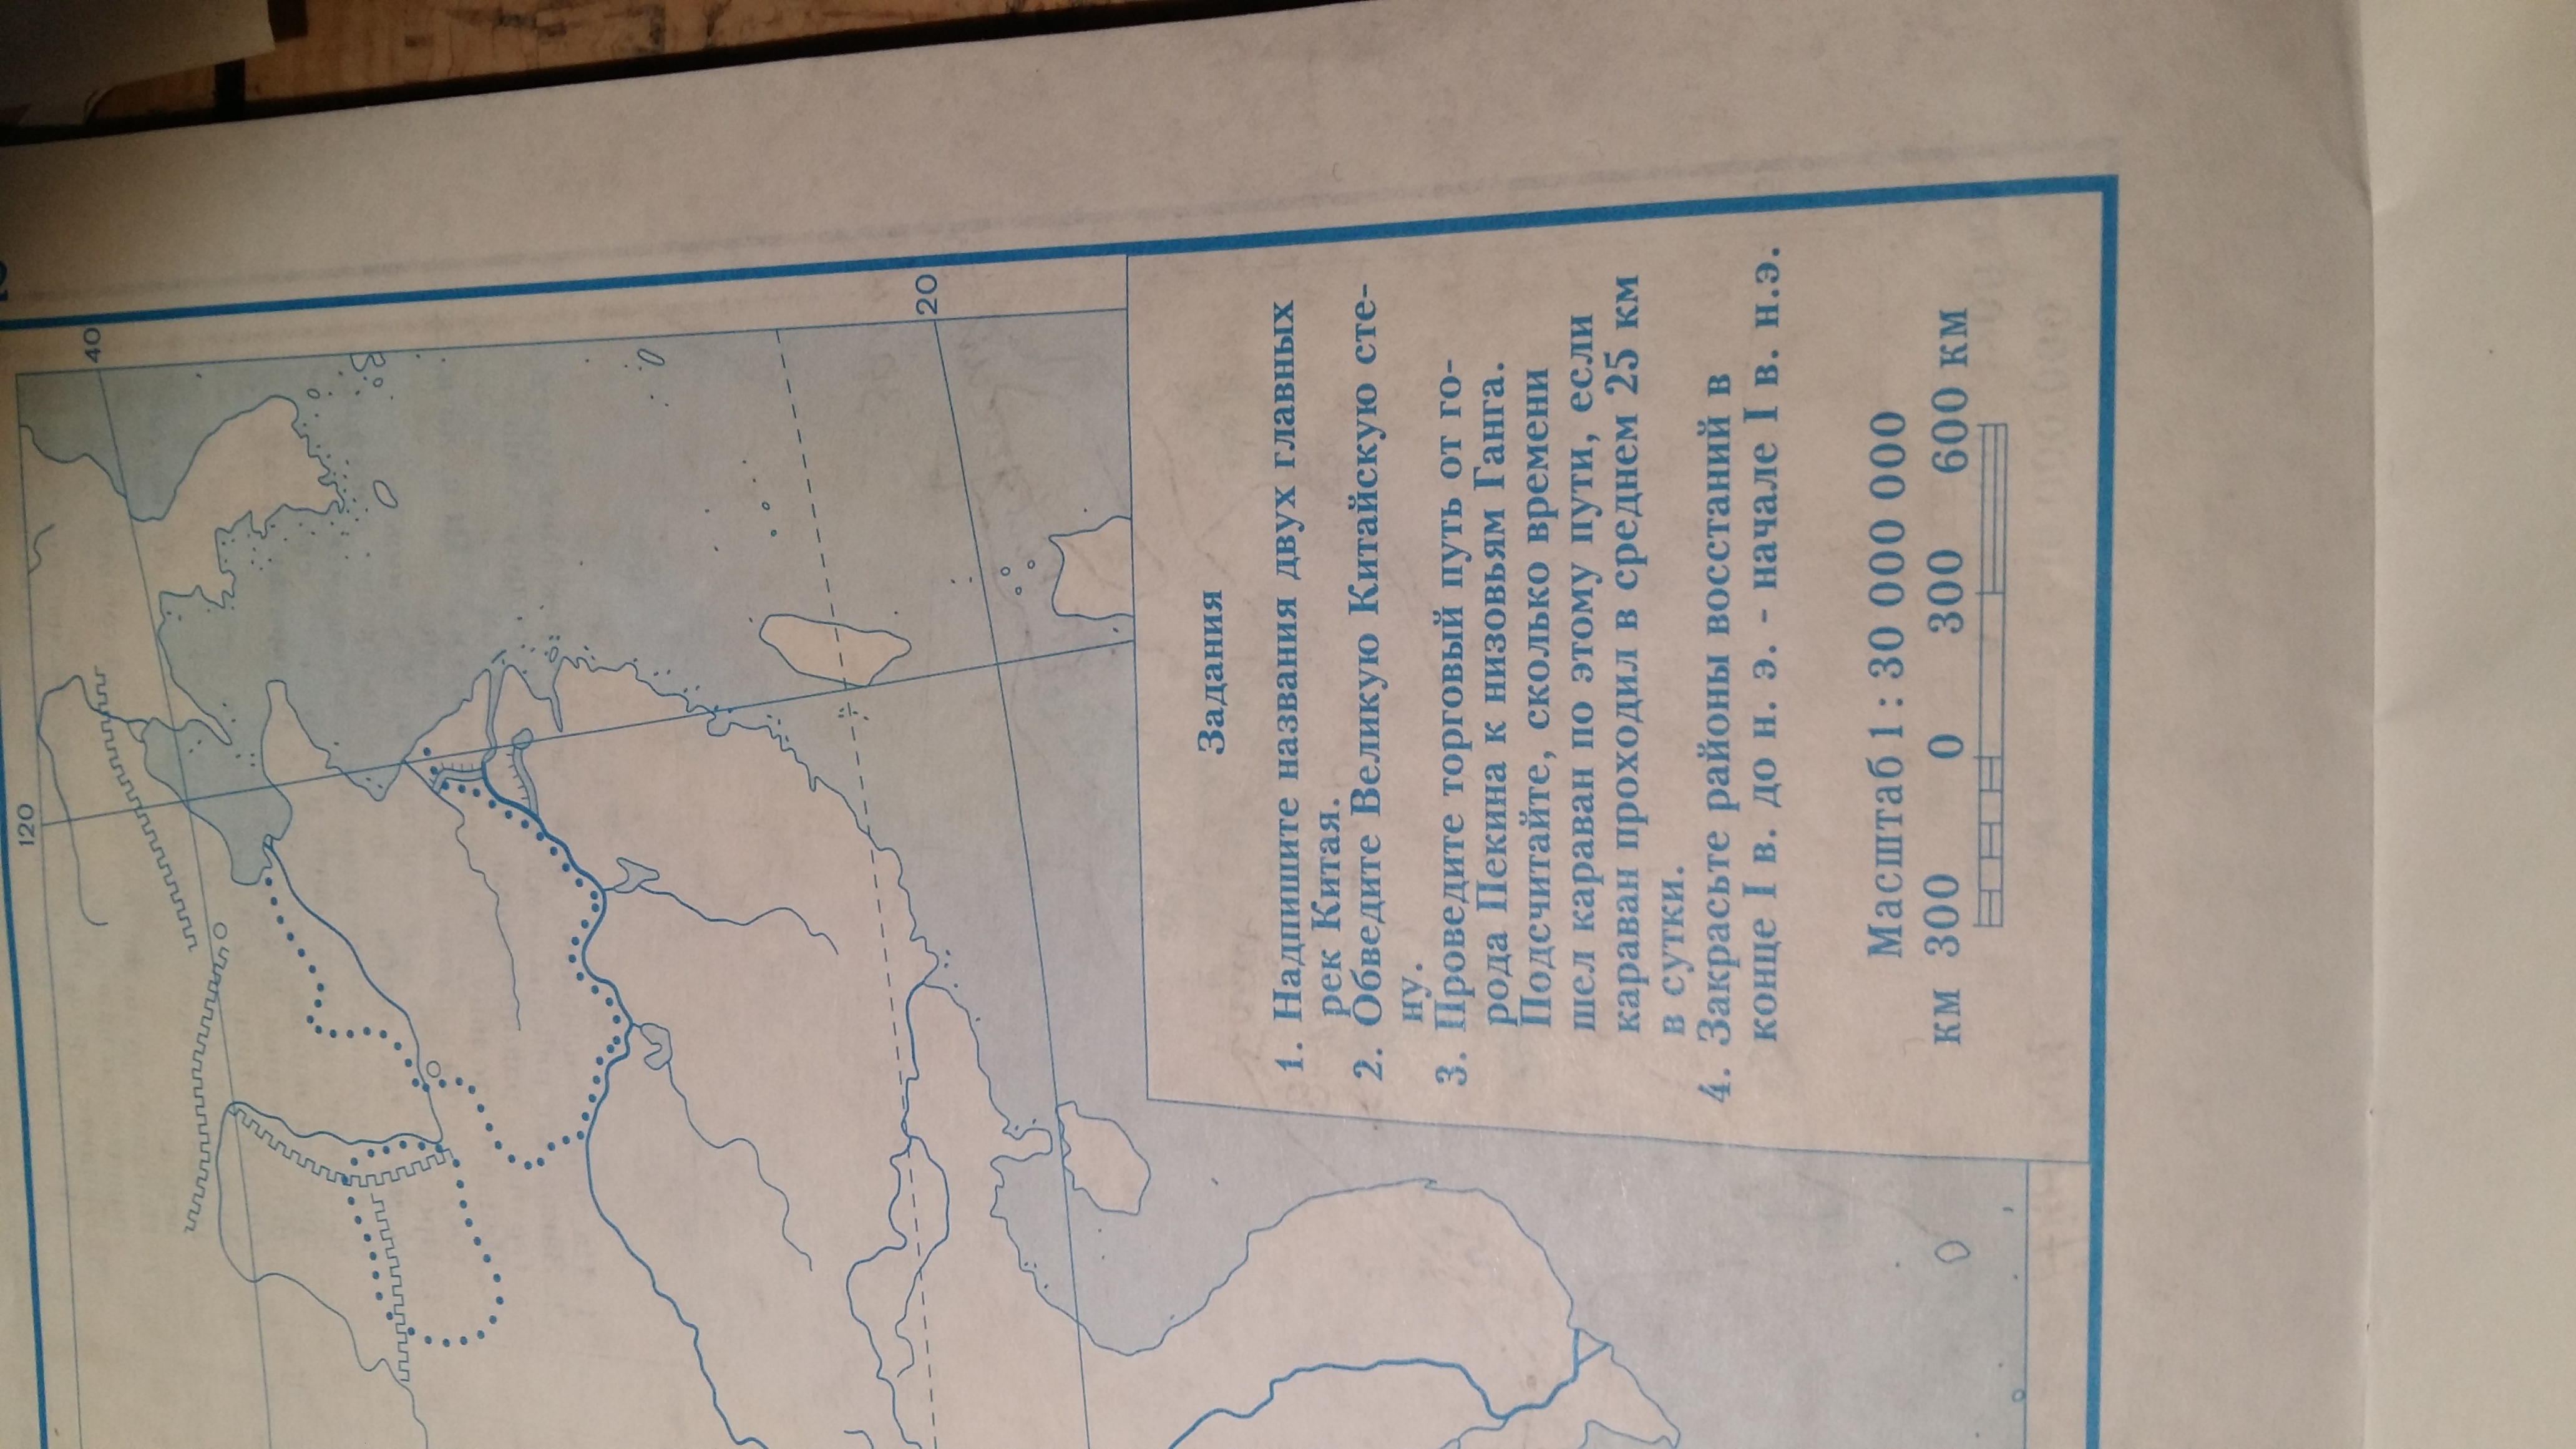 120
40
20
Задания
1. Надпишите названия двух главных
рек Китая.
2. Обведите Великую Китайскую сте-
ну.
3. Проведите торговый путь от го-
рода Пекина к низовьям Ганга.
Подсчитайте, сколько времени
шел караван по этому пути, если
караван проходил в среднем 25 км
в сутки.
4. Закрасьте районы восстаний в
конце I в. до н. э. - начале I в. н.э.
Масштаб 1 : 30 000 000
км 300 0 300 600 км